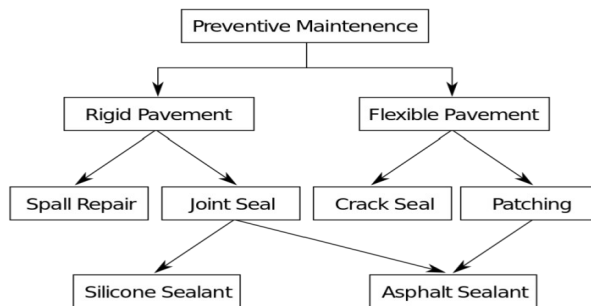 Preventive Maintenence
Rigid Pavement
Flexible Pavement
Spall Repair
Joint Seal
Crack Seal
Patching
Silicone Sealant
Asphalt Sealant